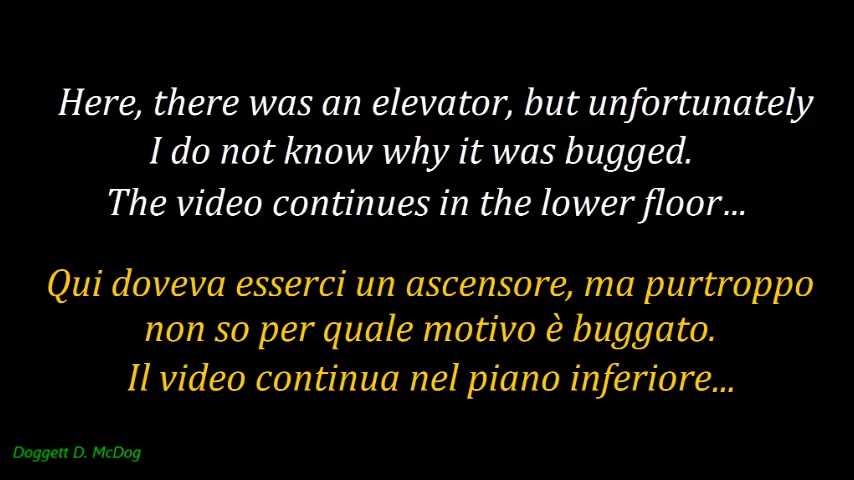 Here, there was an elevator, but unfortunately
I do not know why it was bugged.
The video continues in the lower floor...
Qui doveva esserci un ascensore, ma purtroppo
non so per quale motivo è buggato.
Il video continua nel piano inferiore...
Doggett D. McDog